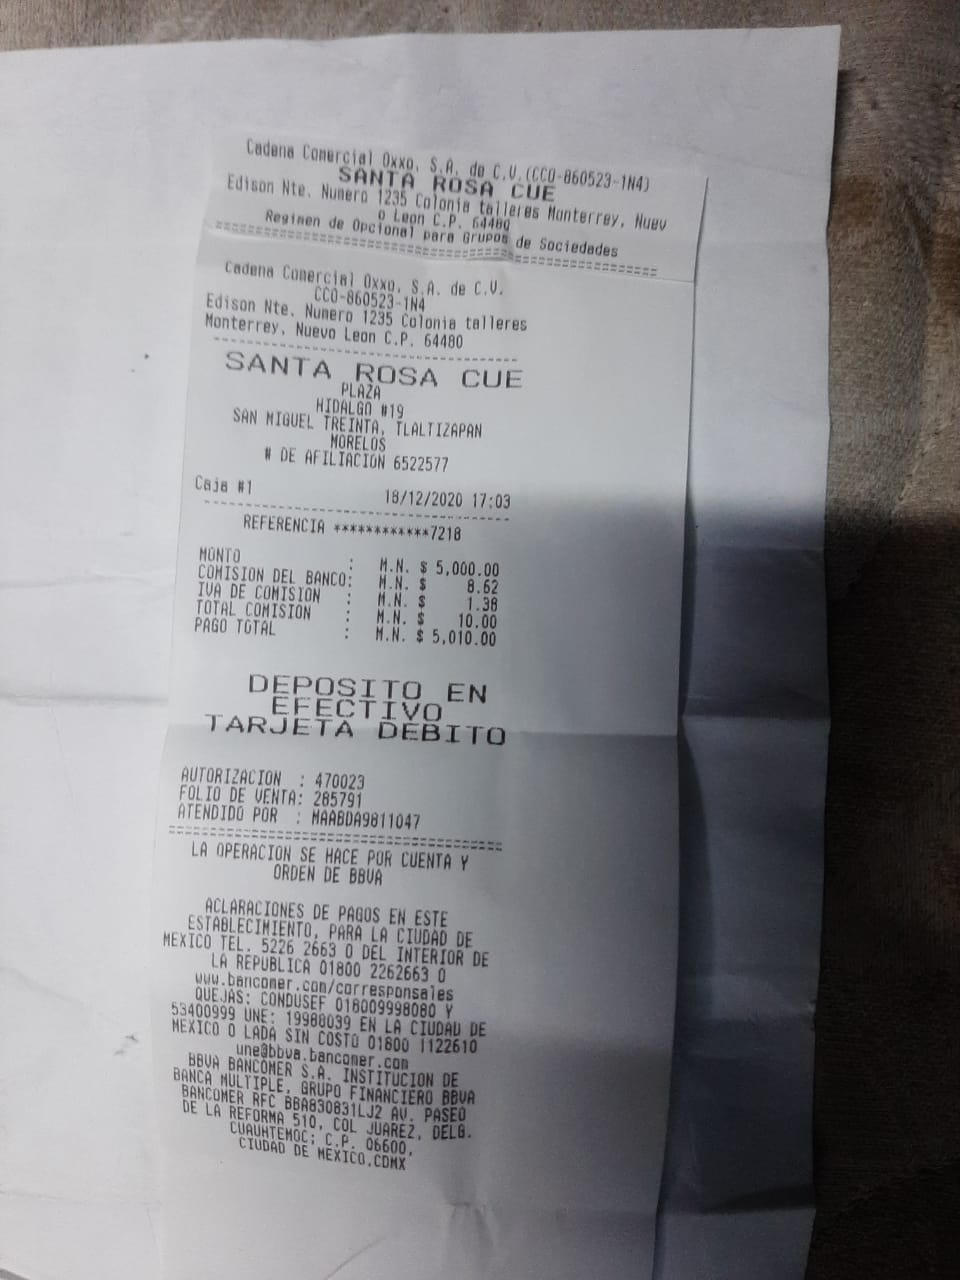 Cadena Comercial Oxxo, S.A. de C.V.(CCO-860523-1N4)
SANTA ROSA CUE
Edison Nte. Numero 1235 Colonia talleres Monterrey, Nuev
o Leon C.P. 64480
Regimen de Opcional para Grupos de Sociedades
====================================================
Cadena Comercial Oxxo, S.A. de C.V.
CCO-860523-1N4
Edison Nte. Numero 1235 Colonia talleres
Monterrey, Nuevo Leon C.P. 64480
----------------------------------------
SANTA ROSA CUE
PLAZA
HIDALGO #19
SAN MIGUEL TREINTA, TLALTIZAPAN
MORELOS
# DE AFILIACION 6522577
Caja #1 18/12/2020 17:03
----------------------------------------
REFERENCIA ************7218
MONTO : M.N. $ 5,000.00
COMISION DEL BANCO: M.N. $ 8.62
IVA DE COMISION : M.N. $ 1.38
TOTAL COMISION : M.N. $ 10.00
PAGO TOTAL : M.N. $ 5,010.00
DEPOSITO EN
EFECTIVO
TARJETA DEBITO
AUTORIZACION : 470023
FOLIO DE VENTA: 285791
ATENDIDO POR : MAABDA9811047
========================================
LA OPERACION SE HACE POR CUENTA Y
ORDEN DE BBVA
ACLARACIONES DE PAGOS EN ESTE
ESTABLECIMIENTO, PARA LA CIUDAD DE
MEXICO TEL. 5226 2663 O DEL INTERIOR DE
LA REPUBLICA 01800 2262663 O
www.bancomer.com/corresponsales
QUEJAS: CONDUSEF 018009998080 Y
53400999 UNE: 19980039 EN LA CIUDAD DE
MEXICO O LADA SIN COSTO 01800 1122610
une@bbva.bancomer.com
BBVA BANCOMER S.A. INSTITUCION DE
BANCA MULTIPLE, GRUPO FINANCIERO BBVA
BANCOMER RFC BBA830831LJ2 AV. PASEO
DE LA REFORMA 510, COL JUAREZ, DELG.
CUAUHTEMOC; C.P. 06600,
CIUDAD DE MEXICO,CDMX